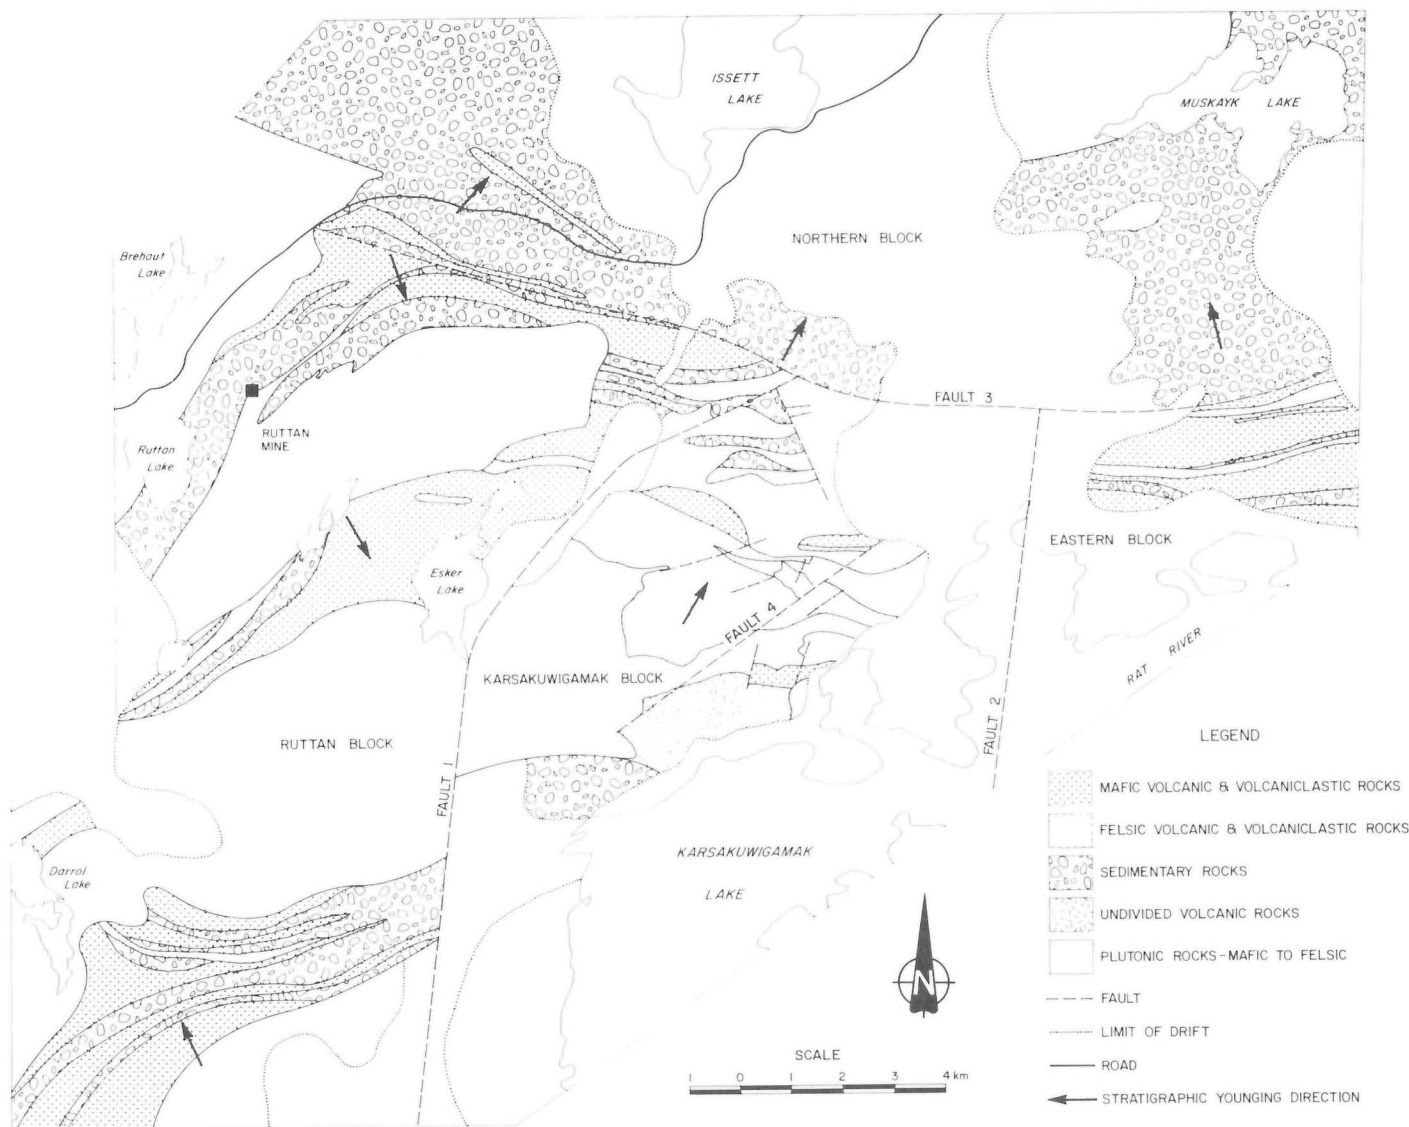 ISSETT
LAKE
MUSKAYK LAKE
NORTHERN BLOCK
Brehaut
Lake
FAULT 3
RUTTAN
MINE
Ruttan
Lake
EASTERN BLOCK
Esker
Lake
FAULT 4
RAT RIVER
KARSAKUWIGAMAK BLOCK
FAULT 2
RUTTAN BLOCK
FAULT 1
LEGEND
MAFIC VOLCANIC & VOLCANICLASTIC ROCKS
FELSIC VOLCANIC & VOLCANICLASTIC ROCKS
SEDIMENTARY ROCKS
UNDIVIDED VOLCANIC ROCKS
PLUTONIC ROCKS - MAFIC TO FELSIC
FAULT
LIMIT OF DRIFT
ROAD
STRATIGRAPHIC YOUNGING DIRECTION
KARSAKUWIGAMAK
LAKE
Darrol
Lake
N
SCALE
1 0 1 2 3 4 km